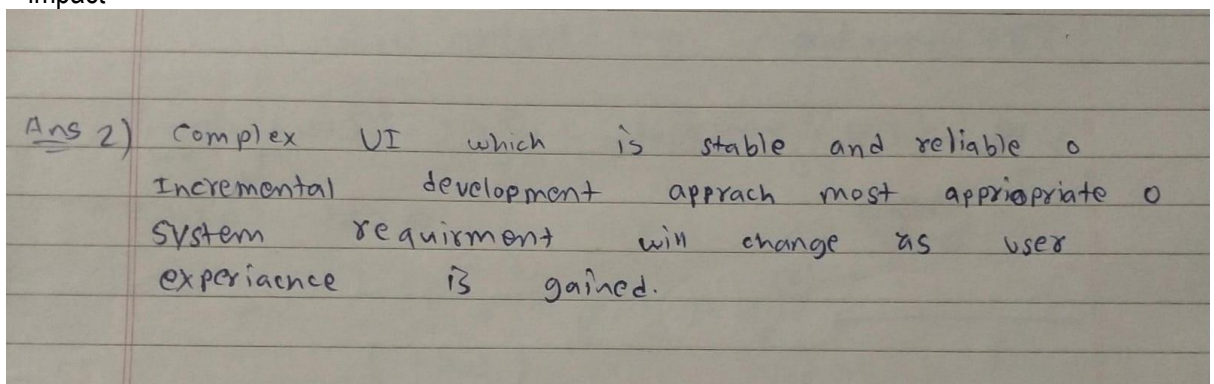 impact
Ans 2) Complex UI which is stable and reliable o
Incremental development apprach most appriopriate o
System requirment will change as user
experiacnce is gained.